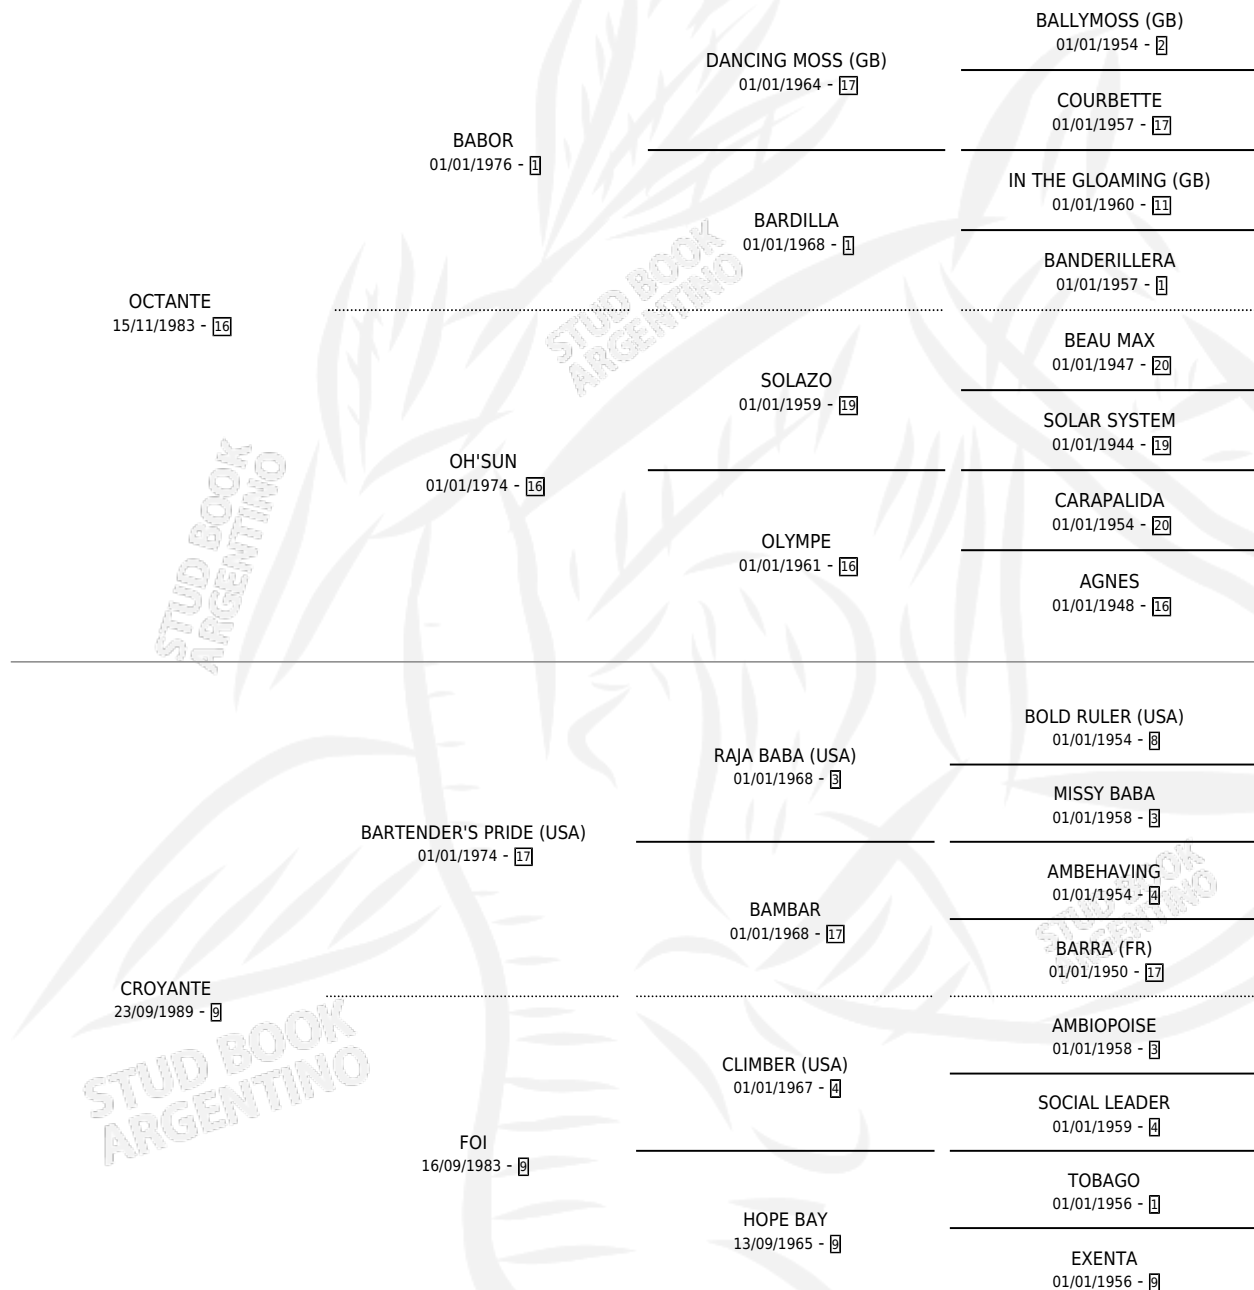 BALLYMOSS (GB)
01/01/1954 - 2
DANCING MOSS (GB)
01/01/1964 - 17
COURBETTE
01/01/1957 - 17
BABOR
01/01/1976 - 1
IN THE GLOAMING (GB)
01/01/1960 - 11
BARDILLA
01/01/1968 - 1
BANDERILLERA
01/01/1957 - 1
OCTANTE
15/11/1983 - 16
BEAU MAX
01/01/1947 - 20
SOLAZO
01/01/1959 - 19
SOLAR SYSTEM
01/01/1944 - 19
OH'SUN
01/01/1974 - 16
CARAPALIDA
01/01/1954 - 20
OLYMPE
01/01/1961 - 16
AGNES
01/01/1948 - 16
BOLD RULER (USA)
01/01/1954 - 8
RAJA BABA (USA)
01/01/1968 - 3
MISSY BABA
01/01/1958 - 3
BARTENDER'S PRIDE (USA)
01/01/1974 - 17
AMBEHAVING
01/01/1954 - 4
BAMBAR
01/01/1968 - 17
BARRA (FR)
01/01/1950 - 17
CROYANTE
23/09/1989 - 9
AMBIOPOISE
01/01/1958 - 3
CLIMBER (USA)
01/01/1967 - 4
SOCIAL LEADER
01/01/1959 - 4
FOI
16/09/1983 - 9
TOBAGO
01/01/1956 - 1
HOPE BAY
13/09/1965 - 9
EXENTA
01/01/1956 - 9
STUD BOOK
ARGENTINO
STUD BOOK
ARGENTINO
STUD BOOK
ARGENTINO
STUD BOOK
ARGENTINO